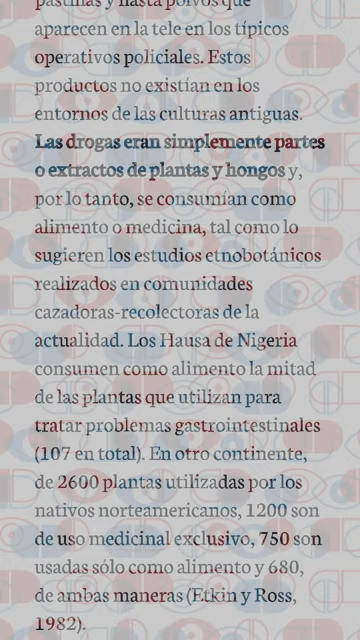 pastillas y hasta polvos que
aparecen en la tele en los típicos
operativos policiales. Estos
productos no existían en los
entornos de las culturas antiguas.
Las drogas eran simplemente partes
o extractos de plantas y hongos y,
por lo tanto, se consumían como
alimento o medicina, tal como lo
sugieren los estudios etnobotánicos
realizados en comunidades
cazadoras-recolectoras de la
actualidad. Los Hausa de Nigeria
consumen como alimento la mitad
de las plantas que utilizan para
tratar problemas gastrointestinales
(107 en total). En otro continente,
de 2600 plantas utilizadas por los
nativos norteamericanos, 1200 son
de uso medicinal exclusivo, 750 son
usadas sólo como alimento y 680,
de ambas maneras (Etkin y Ross,
1982).